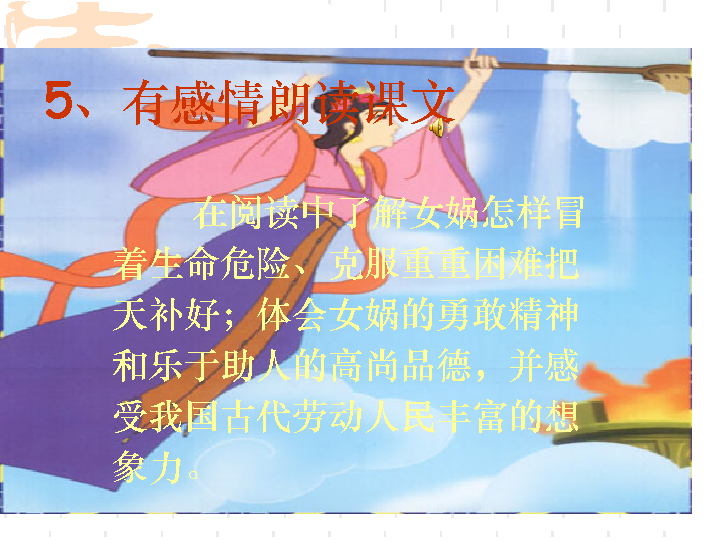 5、有感情朗读课文
在阅读中了解女娲怎样冒
着生命危险、克服重重困难把
天补好；体会女娲的勇敢精神
和乐于助人的高尚品德，并感
受我国古代劳动人民丰富的想
象力。